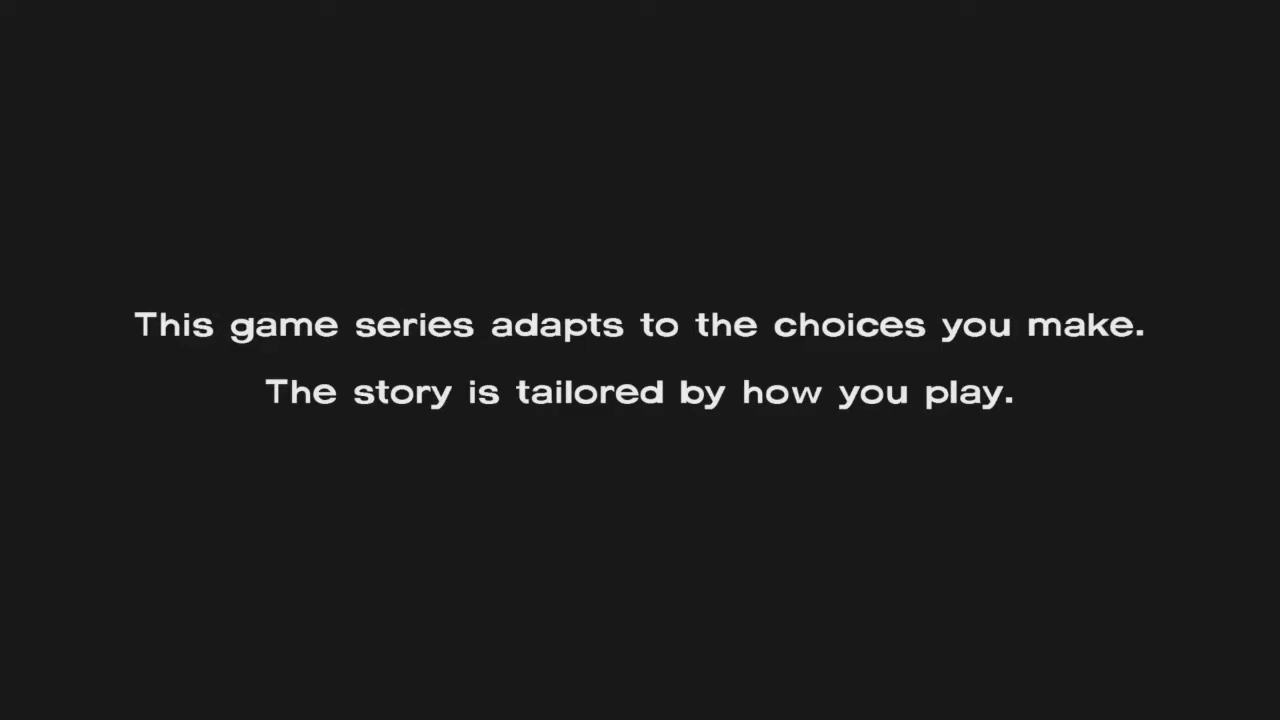 This game series adapts to the choices you make.
The story is tailored by how you play.